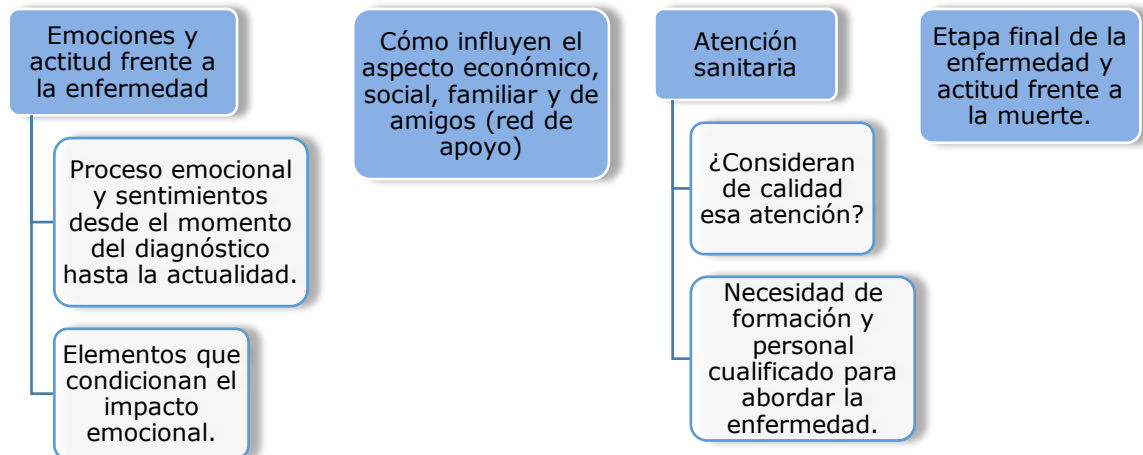 Emociones y
actitud frente a
la enfermedad
Proceso emocional
y sentimientos
desde el momento
del diagnóstico
hasta la actualidad.
Elementos que
condicionan el
impacto
emocional.
Cómo influyen el
aspecto económico,
social, familiar y de
amigos (red de
apoyo)
Atención
sanitaria
¿Consideran
de calidad
esa atención?
Necesidad de
formación y
personal
cualificado para
abordar la
enfermedad.
Etapa final de la
enfermedad y
actitud frente a
la muerte.